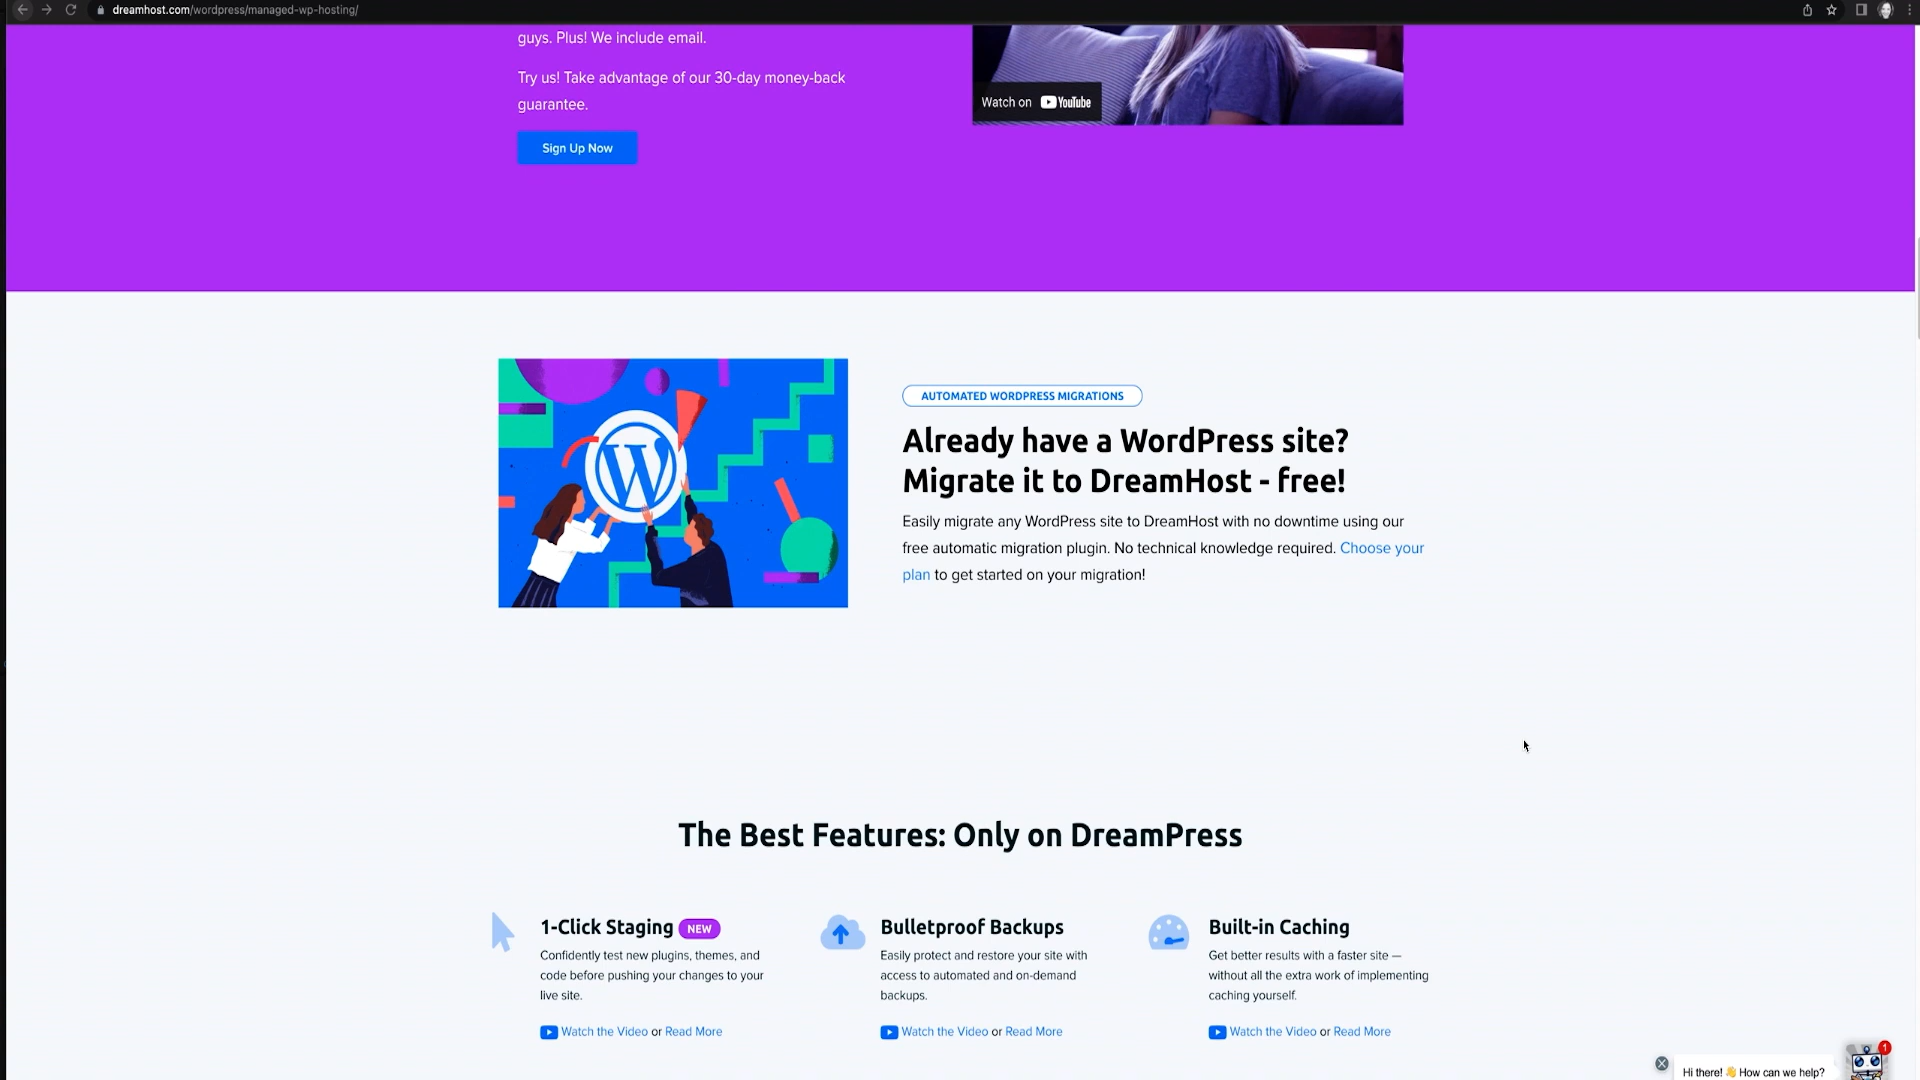 dreamhost.com/wordpress/managed-wp-hosting/
guys. Plus! We include email.
Try us! Take advantage of our 30-day money-back
guarantee.
Sign Up Now
Watch on YouTube
AUTOMATED WORDPRESS MIGRATIONS
Already have a WordPress site?
Migrate it to DreamHost - free!
Easily migrate any WordPress site to DreamHost with no downtime using our
free automatic migration plugin. No technical knowledge required. Choose your
plan to get started on your migration!
W
The Best Features: Only on DreamPress
1-Click Staging NEW
Confidently test new plugins, themes, and
code before pushing your changes to your
live site.
Watch the Video or Read More
Bulletproof Backups
Easily protect and restore your site with
access to automated and on-demand
backups.
Watch the Video or Read More
Built-in Caching
Get better results with a faster site —
without all the extra work of implementing
caching yourself.
Watch the Video or Read More
Hi there! 👋 How can we help?
1